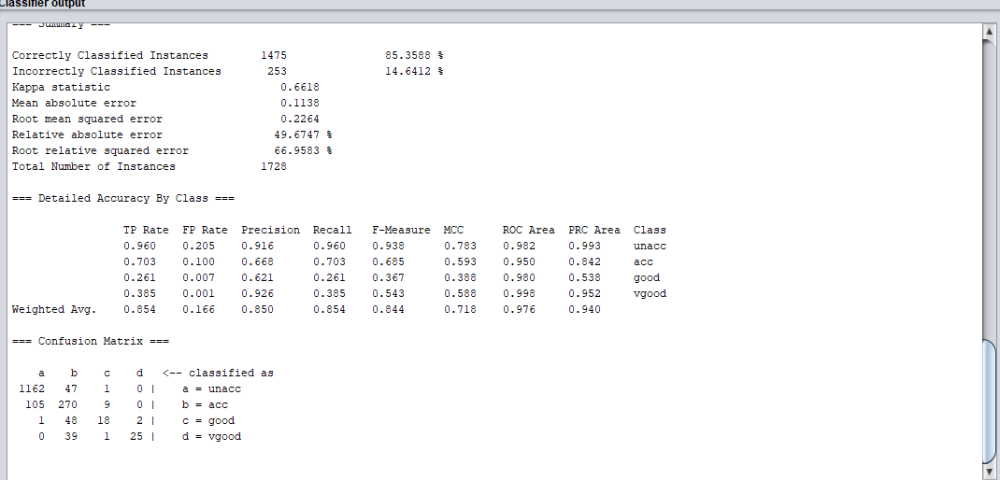 Classifier output
=== Summary ===
Correctly Classified Instances 1475 85.3588 %
Incorrectly Classified Instances 253 14.6412 %
Kappa statistic 0.6618
Mean absolute error 0.1138
Root mean squared error 0.2264
Relative absolute error 49.6747 %
Root relative squared error 66.9583 %
Total Number of Instances 1728
=== Detailed Accuracy By Class ===
TP Rate FP Rate Precision Recall F-Measure MCC ROC Area PRC Area Class
0.960 0.205 0.916 0.960 0.938 0.783 0.982 0.993 unacc
0.703 0.100 0.668 0.703 0.685 0.593 0.950 0.842 acc
0.261 0.007 0.621 0.261 0.367 0.388 0.980 0.538 good
0.385 0.001 0.926 0.385 0.543 0.588 0.998 0.952 vgood
Weighted Avg. 0.854 0.166 0.850 0.854 0.844 0.718 0.976 0.940
=== Confusion Matrix ===
a b c d <-- classified as
1162 47 1 0 | a = unacc
105 270 9 0 | b = acc
1 48 18 2 | c = good
0 39 1 25 | d = vgood